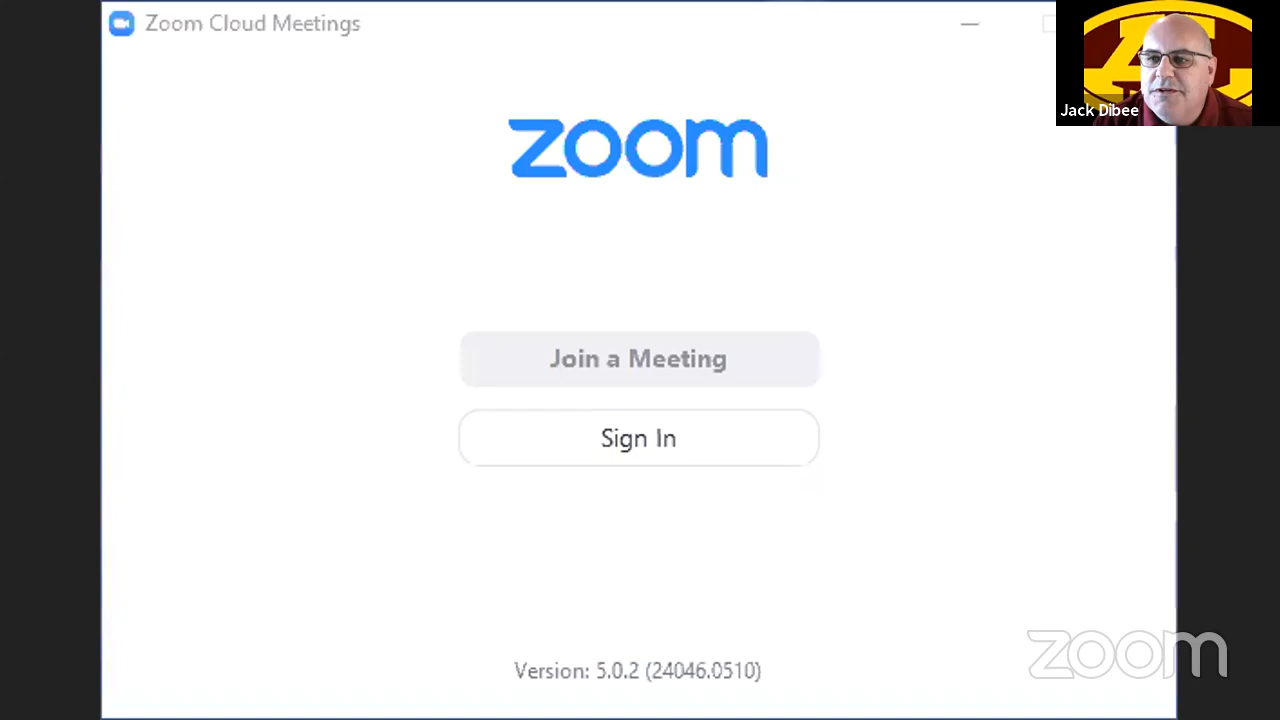 Zoom Cloud Meetings
Jack Dibee
zoom
Join a Meeting
Sign In
Version: 5.0.2 (24046.0510)
zoom